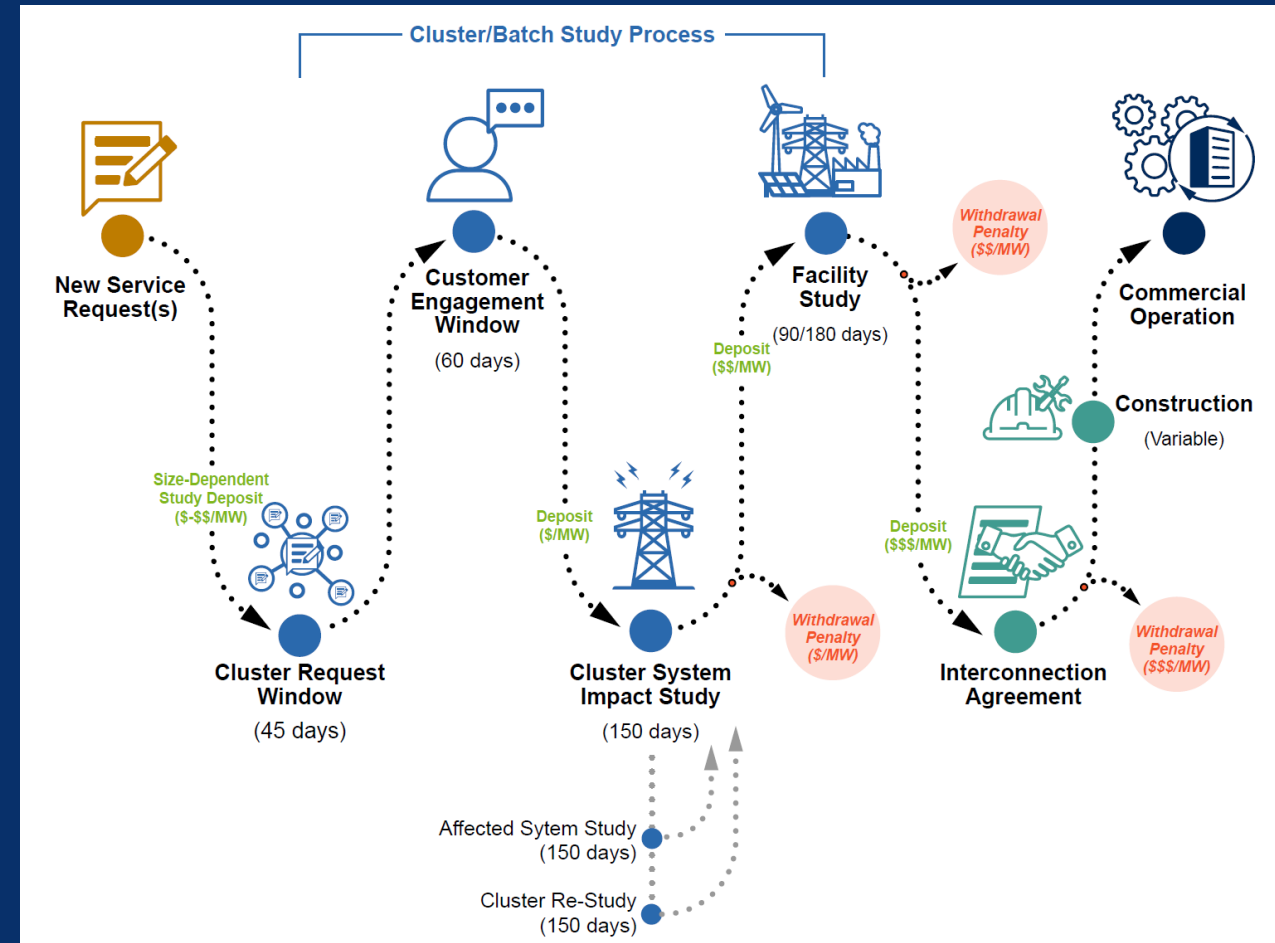 Cluster/Batch Study Process
New Service
Request(s)
Size-Dependent
Study Deposit
($-$$/MW)
Cluster Request
Window
(45 days)
Customer
Engagement
Window
(60 days)
Deposit
($/MW)
Cluster System
Impact Study
(150 days)
Affected Sytem Study
(150 days)
Cluster Re-Study
(150 days)
Withdrawal
Penalty
($/MW)
Deposit
($$/MW)
Facility
Study
(90/180 days)
Withdrawal
Penalty
($$/MW)
Deposit
($$$/MW)
Interconnection
Agreement
Withdrawal
Penalty
($$$/MW)
Construction
(Variable)
Commercial
Operation